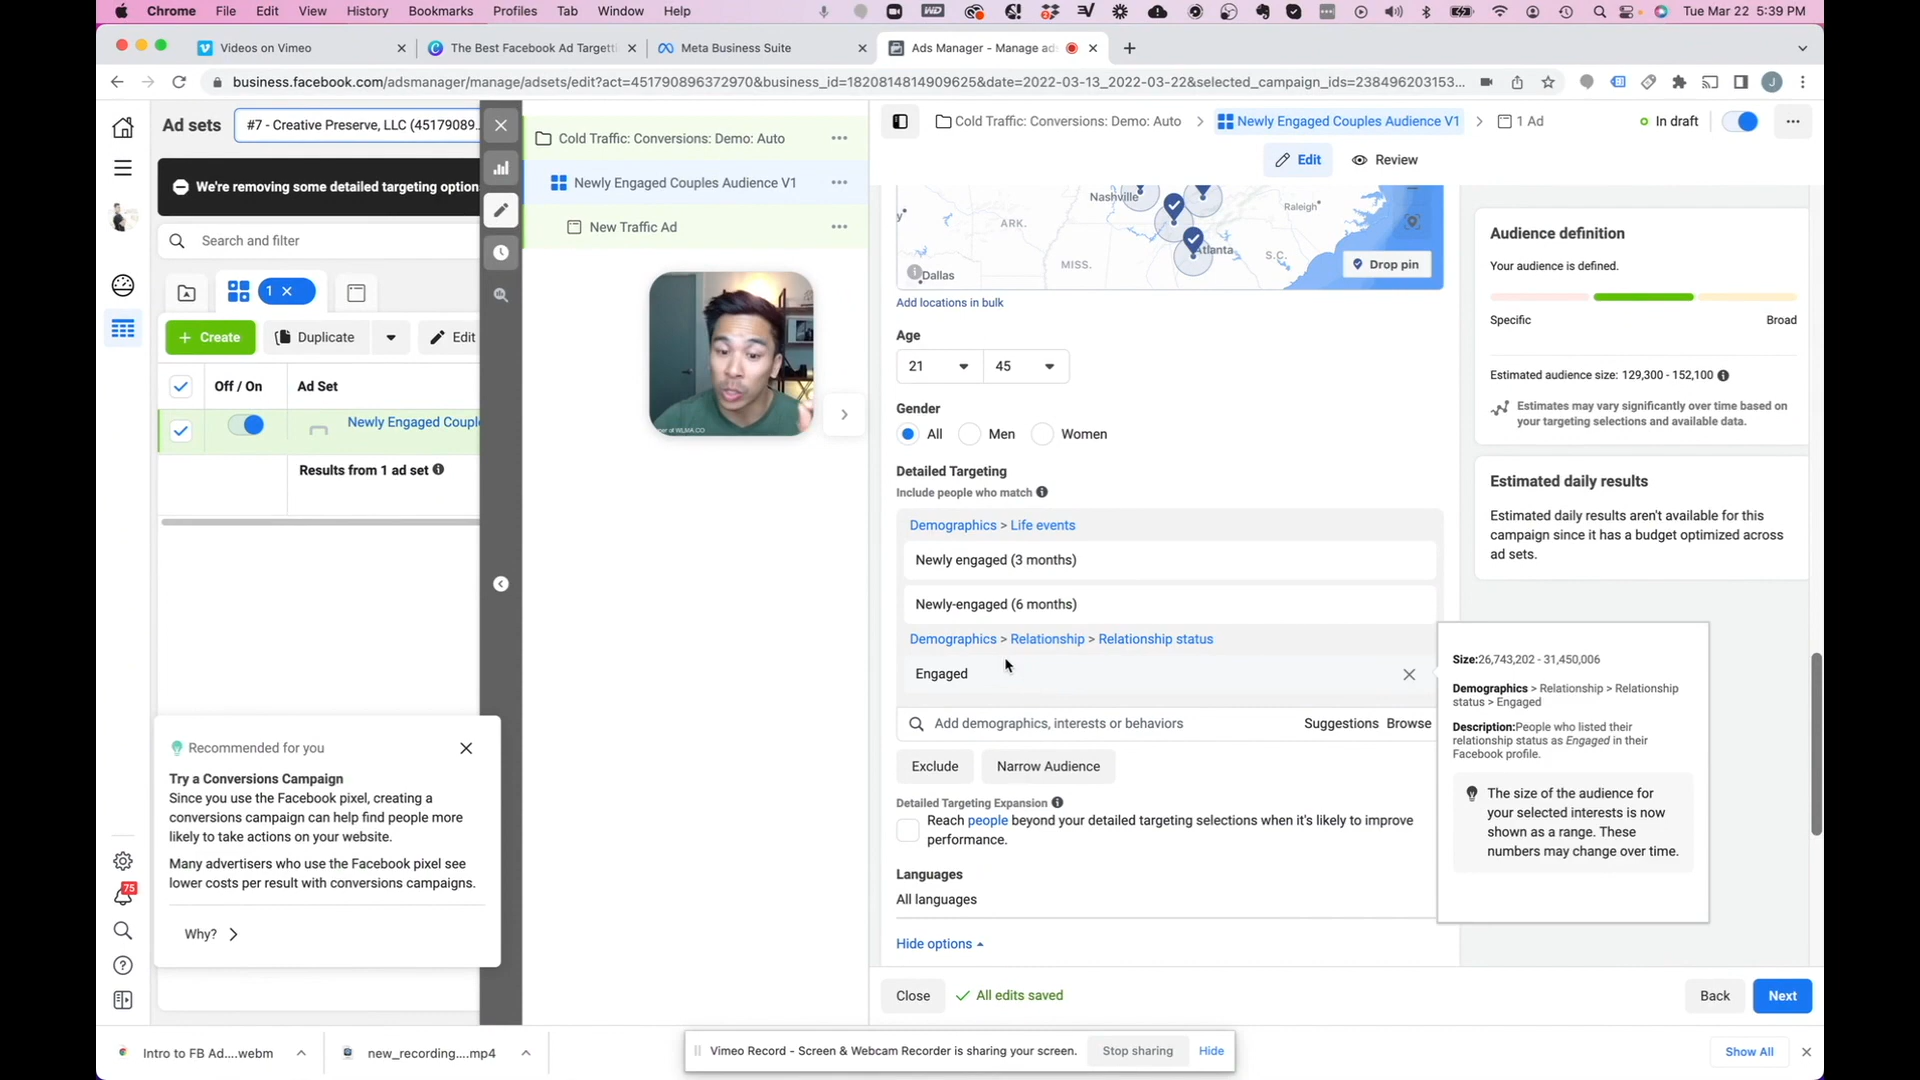 Chrome File Edit View History Bookmarks Profiles Tab Window Help
Tue Mar 22 5:39 PM
Videos on Vimeo
The Best Facebook Ad Targetti
Meta Business Suite
Ads Manager - Manage ad
business.facebook.com/adsmanager/manage/adsets/edit?act=451790896372970&business_id=1820814814909625&date=2022-03-13_2022-03-22&selected_campaign_ids=238496203153...
J
Ad sets
#7 - Creative Preserve, LLC (45179089...
We're removing some detailed targeting option
Search and filter
1
Create
Duplicate
Edit
Off / On
Ad Set
Newly Engaged Coupl
Results from 1 ad set
Recommended for you
Try a Conversions Campaign
Since you use the Facebook pixel, creating a
conversions campaign can help find people more
likely to take actions on your website.
Many advertisers who use the Facebook pixel see
lower costs per result with conversions campaigns.
Why?
75
Cold Traffic: Conversions: Demo: Auto
Newly Engaged Couples Audience V1
New Traffic Ad
Cold Traffic: Conversions: Demo: Auto > Newly Engaged Couples Audience V1 > 1 Ad
In draft
Edit
Review
Nashville
Raleigh
ARK.
Atlanta
MISS.
S.C.
Dallas
Drop pin
Add locations in bulk
Age
21
45
Gender
All
Men
Women
Detailed Targeting
Include people who match
Demographics > Life events
Newly engaged (3 months)
Newly-engaged (6 months)
Demographics > Relationship > Relationship status
Engaged
Add demographics, interests or behaviors
Suggestions
Browse
Exclude
Narrow Audience
Detailed Targeting Expansion
Reach people beyond your detailed targeting selections when it's likely to improve
performance.
Languages
All languages
Hide options
Close
All edits saved
Back
Next
Audience definition
Your audience is defined.
Specific
Broad
Estimated audience size: 129,300 - 152,100
Estimates may vary significantly over time based on
your targeting selections and available data.
Estimated daily results
Estimated daily results aren't available for this
campaign since it has a budget optimized across
ad sets.
Size:26,743,202 - 31,450,006
Demographics > Relationship > Relationship
status > Engaged
Description:People who listed their
relationship status as Engaged in their
Facebook profile.
The size of the audience for
your selected interests is now
shown as a range. These
numbers may change over time.
Intro to FB Ad....webm
new_recording....mp4
Vimeo Record - Screen & Webcam Recorder is sharing your screen.
Stop sharing
Hide
Show All